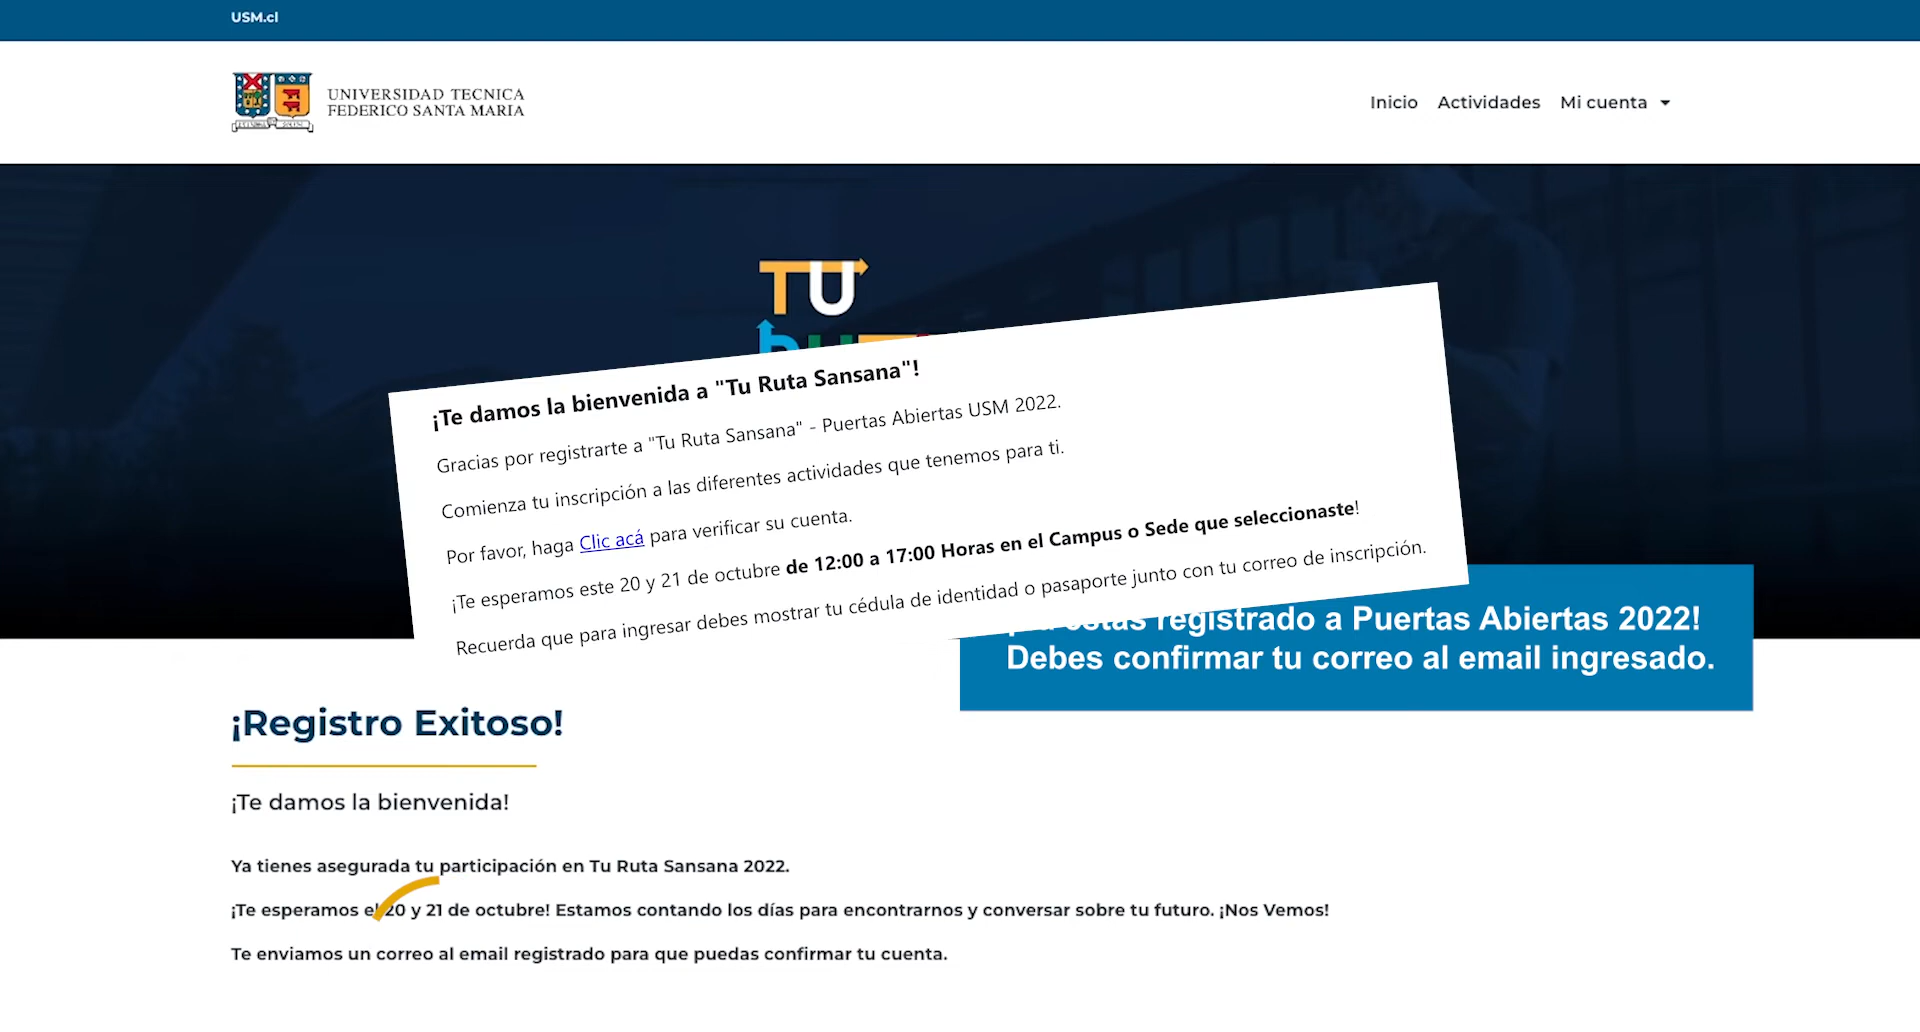 USM.cl
UNIVERSIDAD TECNICA
FEDERICO SANTA MARIA
Inicio Actividades Mi cuenta
TU
¡Te damos la bienvenida a "Tu Ruta Sansana"!
Gracias por registrarte a "Tu Ruta Sansana" - Puertas Abiertas USM 2022.
Comienza tu inscripción a las diferentes actividades que tenemos para ti.
Por favor, haga Clic acá para verificar su cuenta.
¡Te esperamos este 20 y 21 de octubre de 12:00 a 17:00 Horas en el Campus o Sede que seleccionaste!
Recuerda que para ingresar debes mostrar tu cédula de identidad o pasaporte junto con tu correo de inscripción.
estás registrado a Puertas Abiertas 2022!
Debes confirmar tu correo al email ingresado.
¡Registro Exitoso!
¡Te damos la bienvenida!
Ya tienes asegurada tu participación en Tu Ruta Sansana 2022.
¡Te esperamos el 20 y 21 de octubre! Estamos contando los días para encontrarnos y conversar sobre tu futuro. ¡Nos Vemos!
Te enviamos un correo al email registrado para que puedas confirmar tu cuenta.